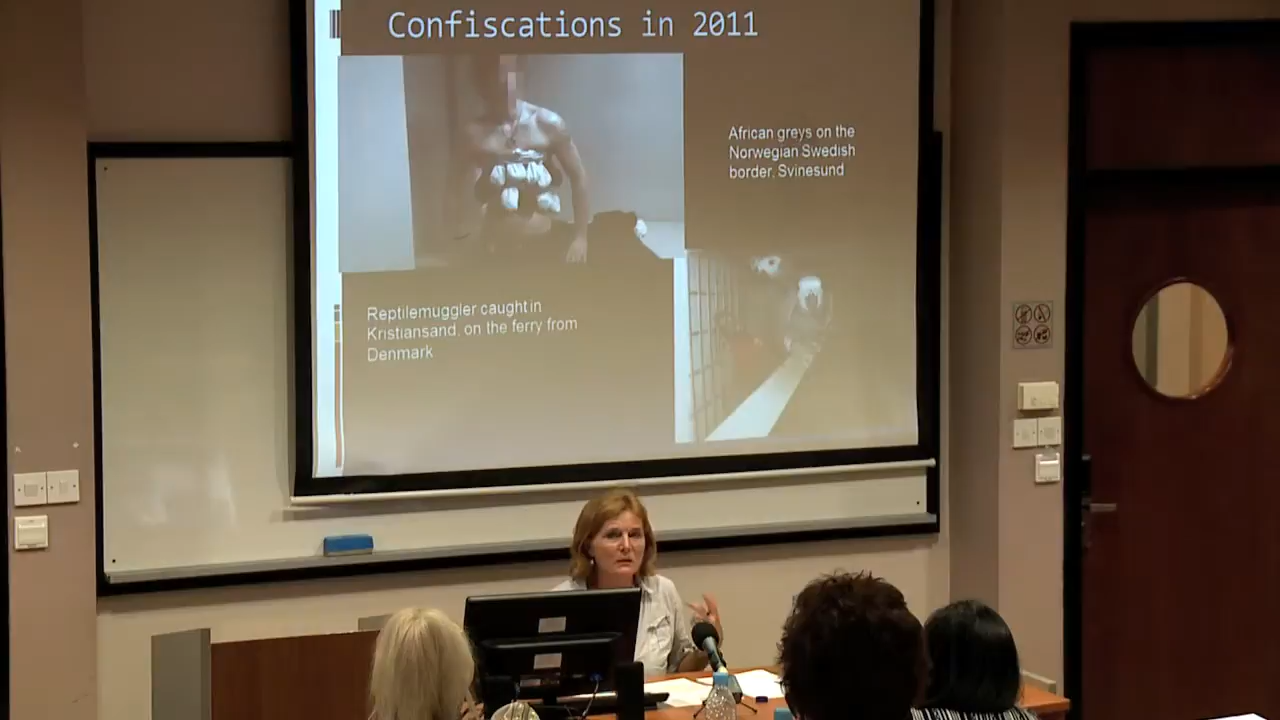 Confiscations in 2011
African greys on the
Norwegian Swedish
border, Svinesund
Reptilemuggler caught in
Kristiansand, on the ferry from
Denmark